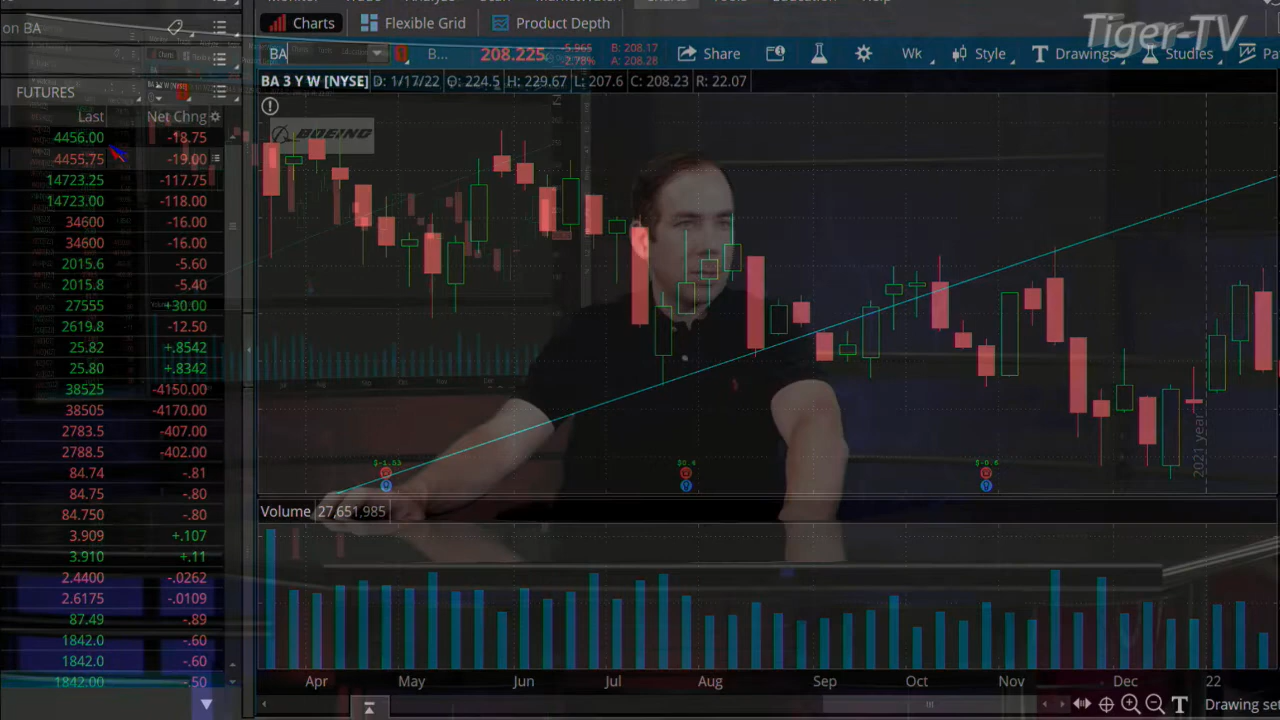 Charts Flexible Grid Product Depth
Tiger-TV
on BA
BA B... 208.225 -5.965 -2.78% B: 208.17 A: 208.28 Share Style Drawings Studies
BA 3 Y W [NYSE] D: 1/17/22 O: 224.5 H: 229.67 L: 207.6 C: 208.23 R: 22.07
FUTURES
BOEING
Last Net Chng
4456.00 -18.75
4455.75 -19.00
14723.25 -117.75
14723.00 -118.00
34600 -16.00
34600 -16.00
2015.6 -5.60
2015.8 -5.40
27555 +30.00
2619.8 -12.50
25.82 +.8542
25.80 +.8342
38525 -4150.00
38505 -4170.00
2783.5 -407.00
2788.5 -402.00
84.74 -.81
84.75 -.80
84.750 -.80
3.909 +.107
3.910 +.11
2.4400 -.0262
2.6175 -.0109
87.49 -.89
1842.0 -.60
1842.0 -.60
1842.00 -.50
$-1.53 $0.4
2021 year
Volume 27,651,985
Apr May Jun Jul Aug Sep Oct Nov Dec 22
Drawing set